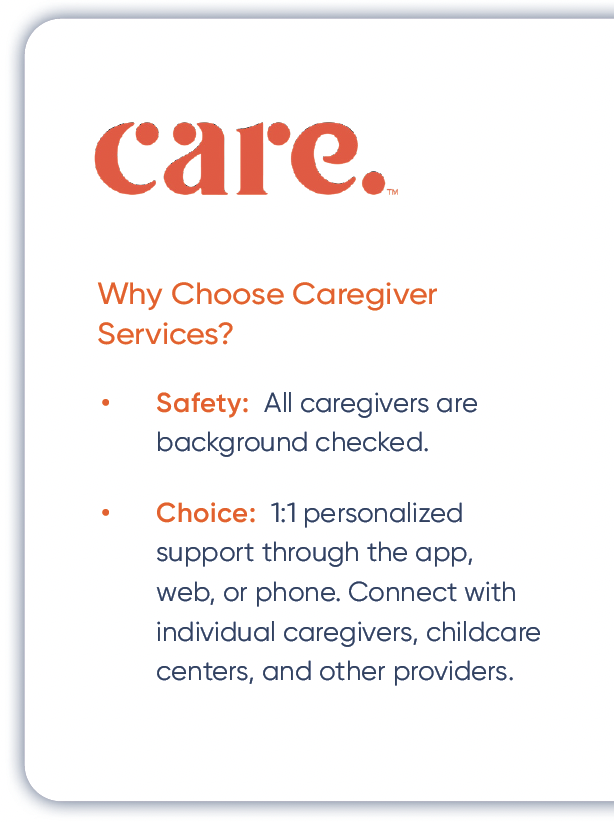 care.™
Why Choose Caregiver
Services?
• Safety: All caregivers are
background checked.
• Choice: 1:1 personalized
support through the app,
web, or phone. Connect with
individual caregivers, childcare
centers, and other providers.